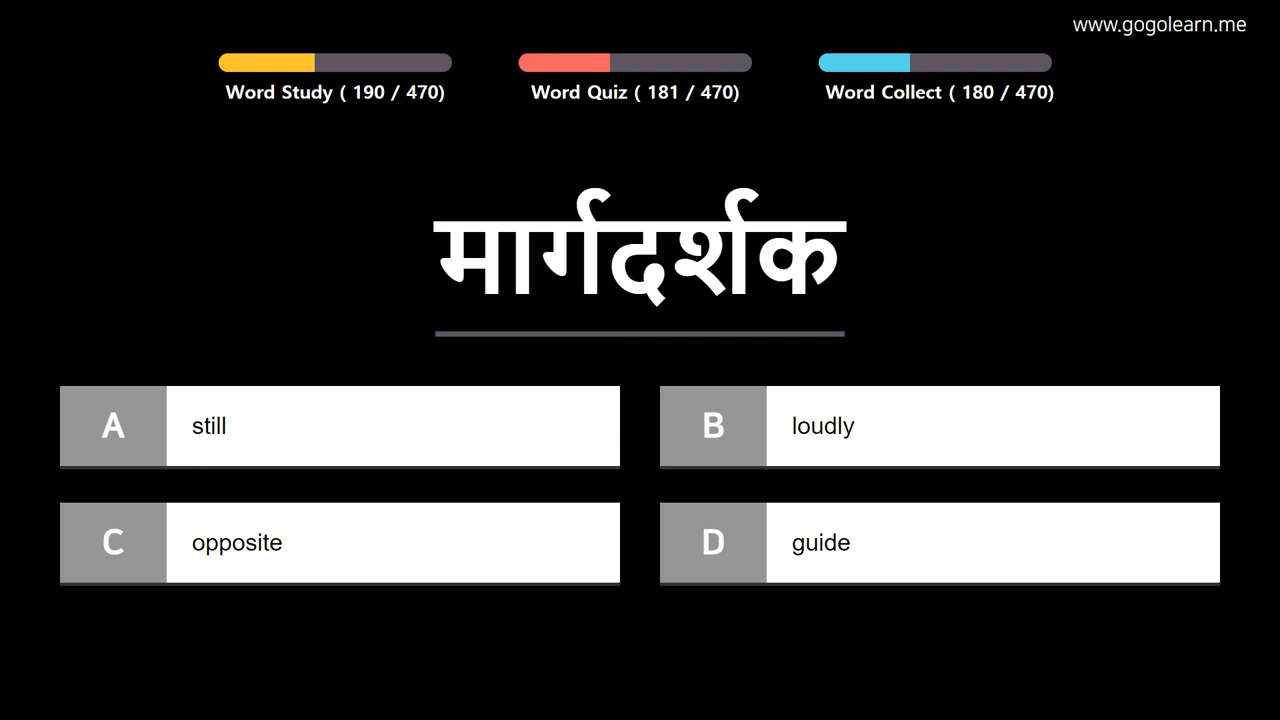 www.gogolearn.me
Word Study ( 190 / 470)
Word Quiz ( 181 / 470)
Word Collect ( 180 / 470)
मार्गदर्शक
A still
B loudly
C opposite
D guide